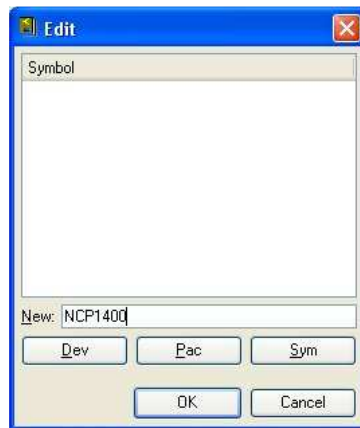 Edit
Symbol
New: NCP1400
Dev Pac Sym
OK Cancel